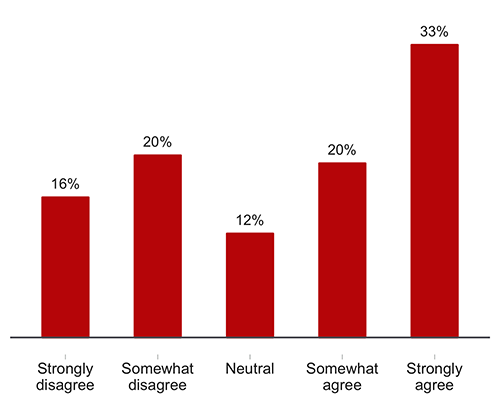 33%
20%
20%
16%
12%
Strongly disagree
Somewhat disagree
Neutral
Somewhat agree
Strongly agree